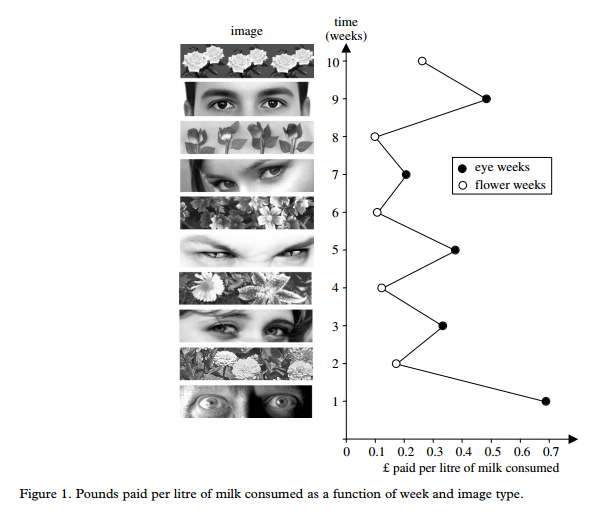 image
time
(weeks)
10
9
8
7
6
5
4
3
2
1
eye weeks
flower weeks
0 0.1 0.2 0.3 0.4 0.5 0.6 0.7
£ paid per litre of milk consumed
Figure 1. Pounds paid per litre of milk consumed as a function of week and image type.